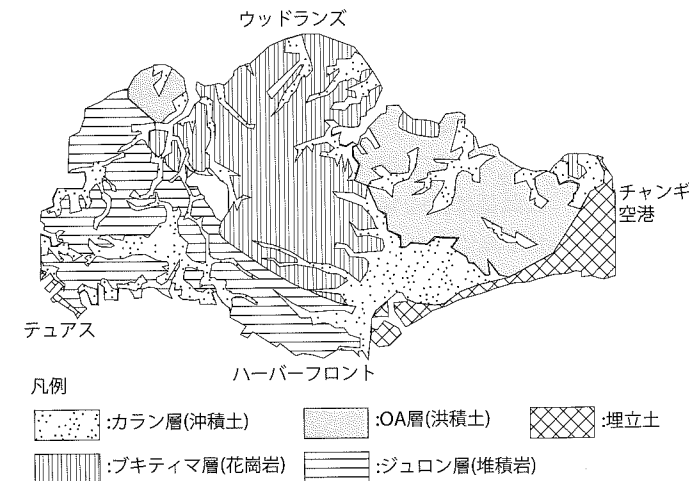 ウッドランズ
チャンギ
空港
テュアス
ハーバーフロント
凡例
:カラン層(沖積土)
:OA層(洪積土)
:埋立土
:ブキティマ層(花崗岩)
:ジュロン層(堆積岩)